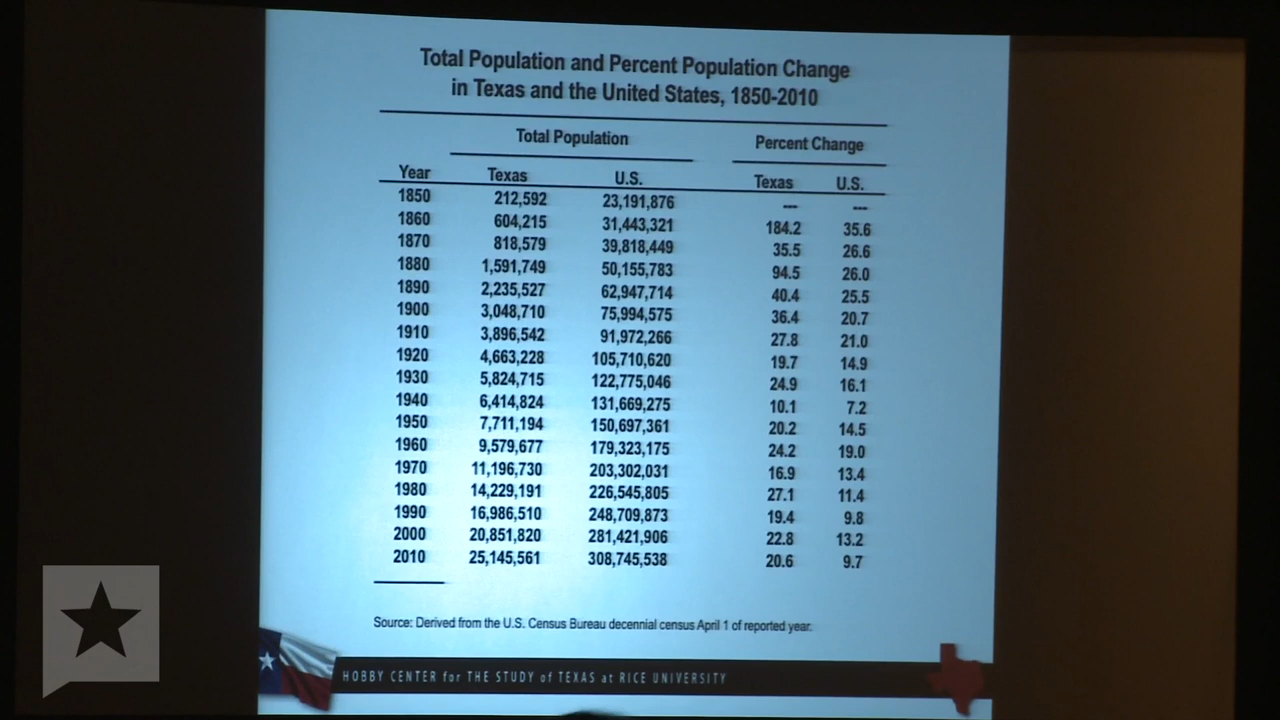 Total Population and Percent Population Change
in Texas and the United States, 1850-2010
Total Population Percent Change
Year Texas U.S. Texas U.S.
1850 212,592 23,191,876 --- ---
1860 604,215 31,443,321 184.2 35.6
1870 818,579 39,818,449 35.5 26.6
1880 1,591,749 50,155,783 94.5 26.0
1890 2,235,527 62,947,714 40.4 25.5
1900 3,048,710 75,994,575 36.4 20.7
1910 3,896,542 91,972,266 27.8 21.0
1920 4,663,228 105,710,620 19.7 14.9
1930 5,824,715 122,775,046 24.9 16.1
1940 6,414,824 131,669,275 10.1 7.2
1950 7,711,194 150,697,361 20.2 14.5
1960 9,579,677 179,323,175 24.2 19.0
1970 11,196,730 203,302,031 16.9 13.4
1980 14,229,191 226,545,805 27.1 11.4
1990 16,986,510 248,709,873 19.4 9.8
2000 20,851,820 281,421,906 22.8 13.2
2010 25,145,561 308,745,538 20.6 9.7
Source: Derived from the U.S. Census Bureau decennial census April 1 of reported year.
HOBBY CENTER for THE STUDY of TEXAS at RICE UNIVERSITY